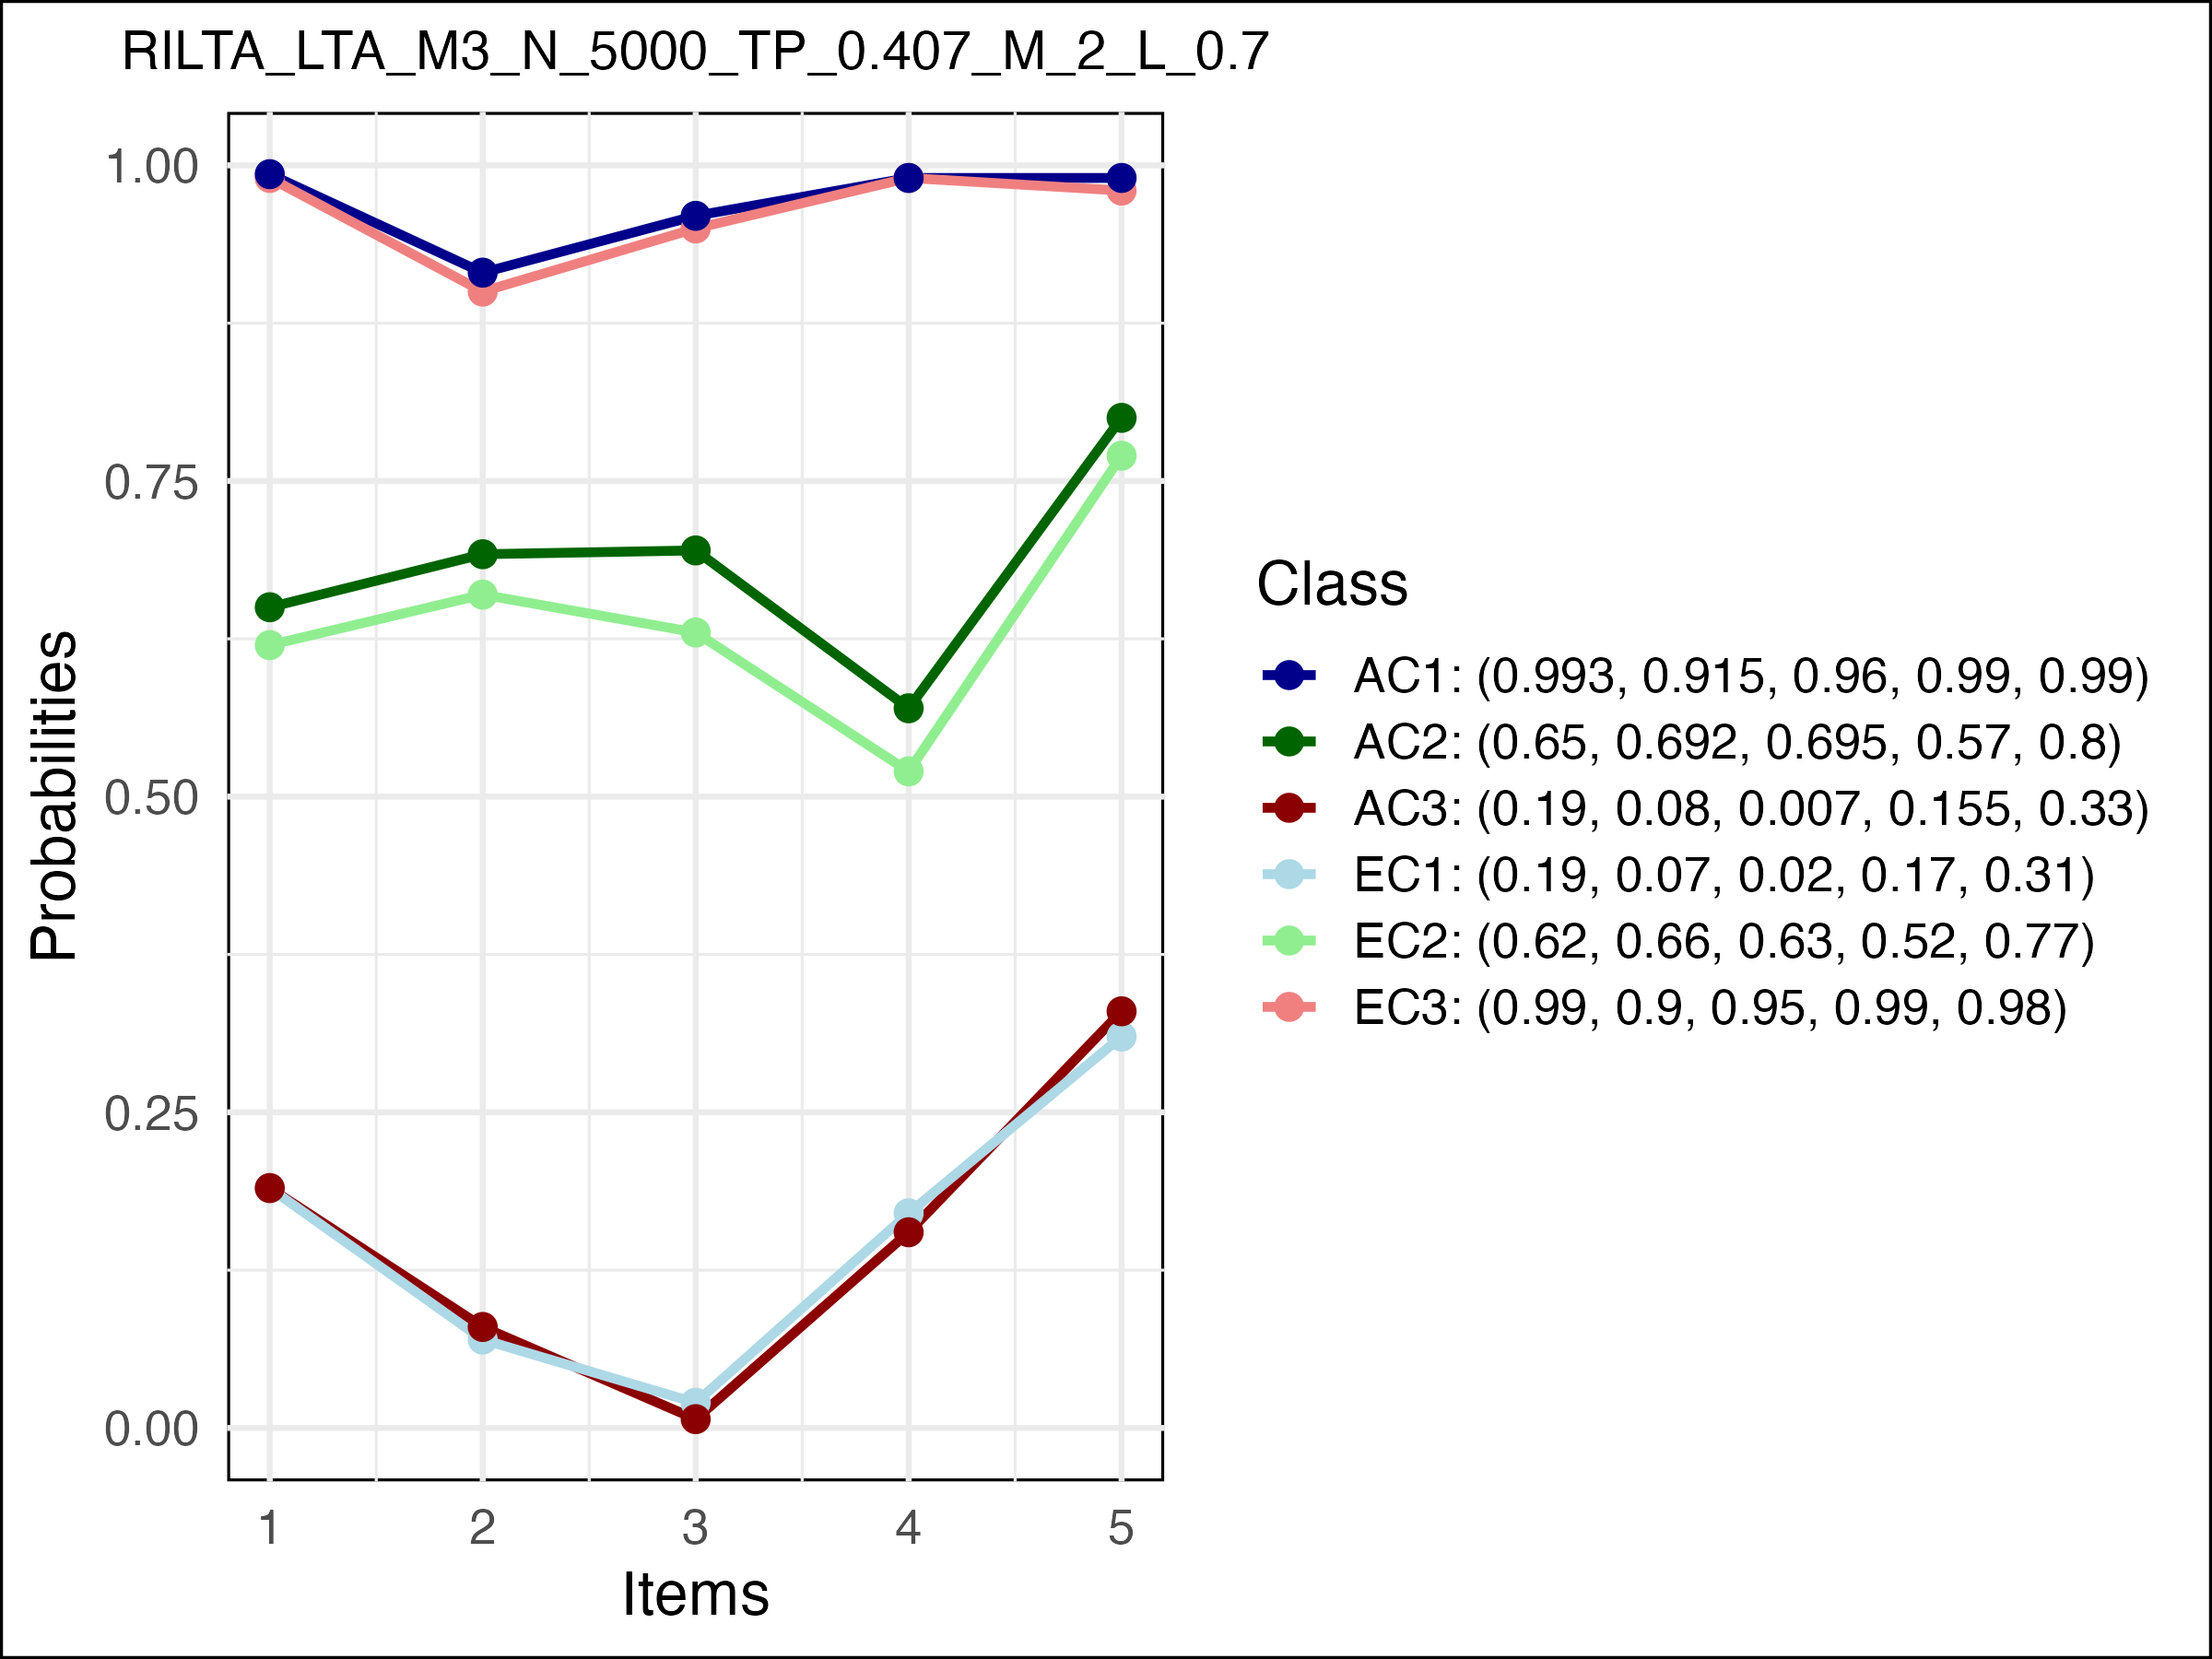 RILTA_LTA_M3_N_5000_TP_0.407_M_2_L_0.7
1.00
0.75
0.50
0.25
0.00
Probabilities
1 2 3 4 5
Items
Class
AC1: (0.993, 0.915, 0.96, 0.99, 0.99)
AC2: (0.65, 0.692, 0.695, 0.57, 0.8)
AC3: (0.19, 0.08, 0.007, 0.155, 0.33)
EC1: (0.19, 0.07, 0.02, 0.17, 0.31)
EC2: (0.62, 0.66, 0.63, 0.52, 0.77)
EC3: (0.99, 0.9, 0.95, 0.99, 0.98)